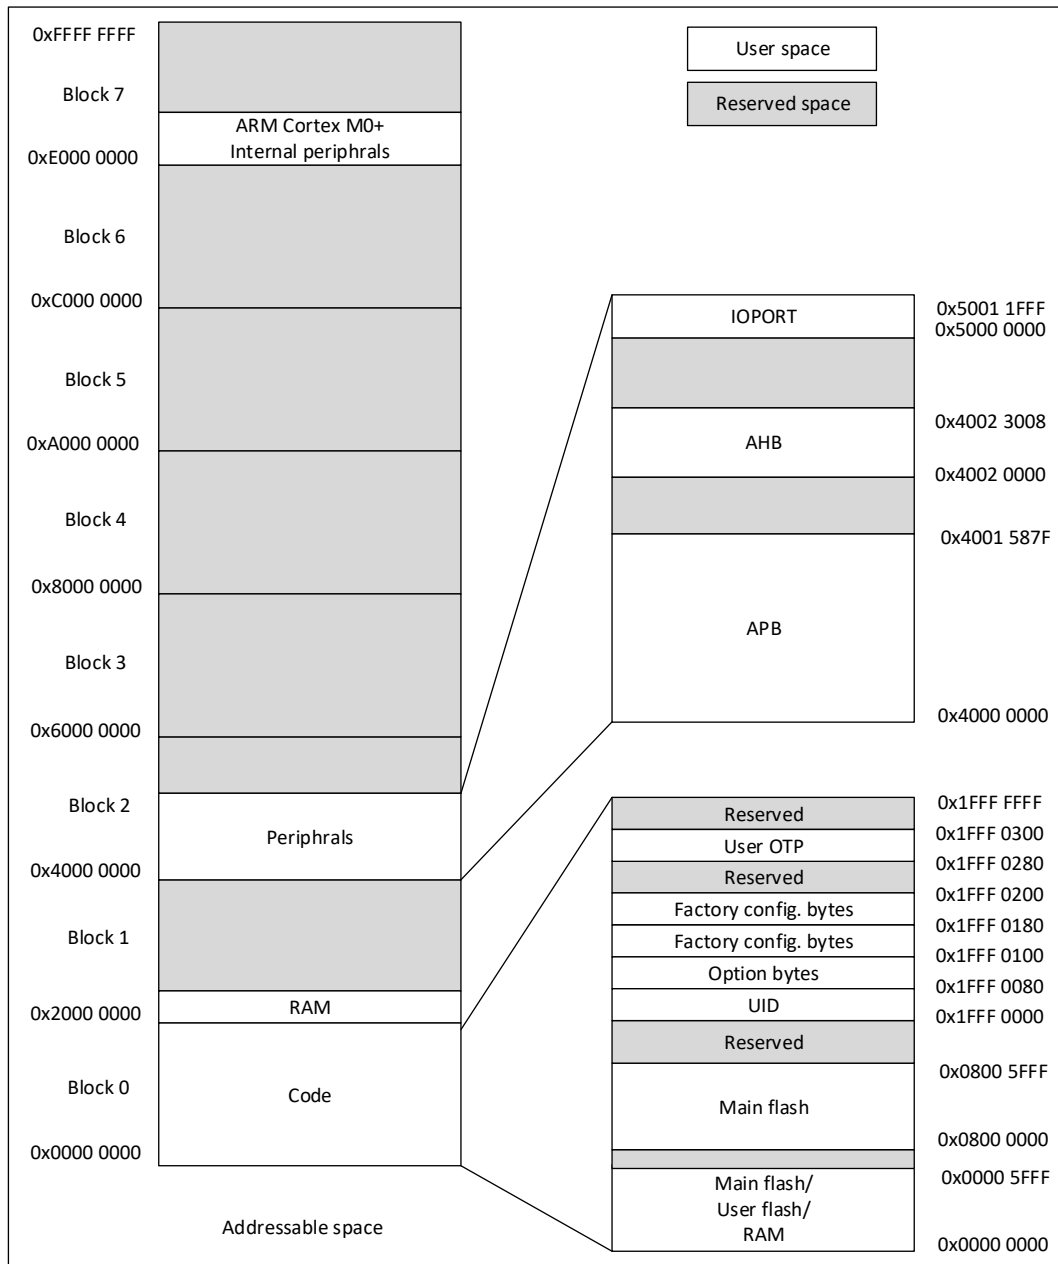 0xFFFF FFFF
Block 7
ARM Cortex M0+
Internal periphrals
0xE000 0000
Block 6
0xC000 0000
Block 5
0xA000 0000
Block 4
0x8000 0000
Block 3
0x6000 0000
Block 2
Periphrals
0x4000 0000
Block 1
RAM
0x2000 0000
Block 0
Code
0x0000 0000
Addressable space
User space
Reserved space
IOPORT
0x5001 1FFF
0x5000 0000
0x4002 3008
AHB
0x4002 0000
0x4001 587F
APB
0x4000 0000
0x1FFF FFFF
Reserved
0x1FFF 0300
User OTP
0x1FFF 0280
Reserved
0x1FFF 0200
Factory config. bytes
0x1FFF 0180
Factory config. bytes
0x1FFF 0100
Option bytes
0x1FFF 0080
UID
0x1FFF 0000
Reserved
0x0800 5FFF
Main flash
0x0800 0000
0x0000 5FFF
Main flash/
User flash/
RAM
0x0000 0000